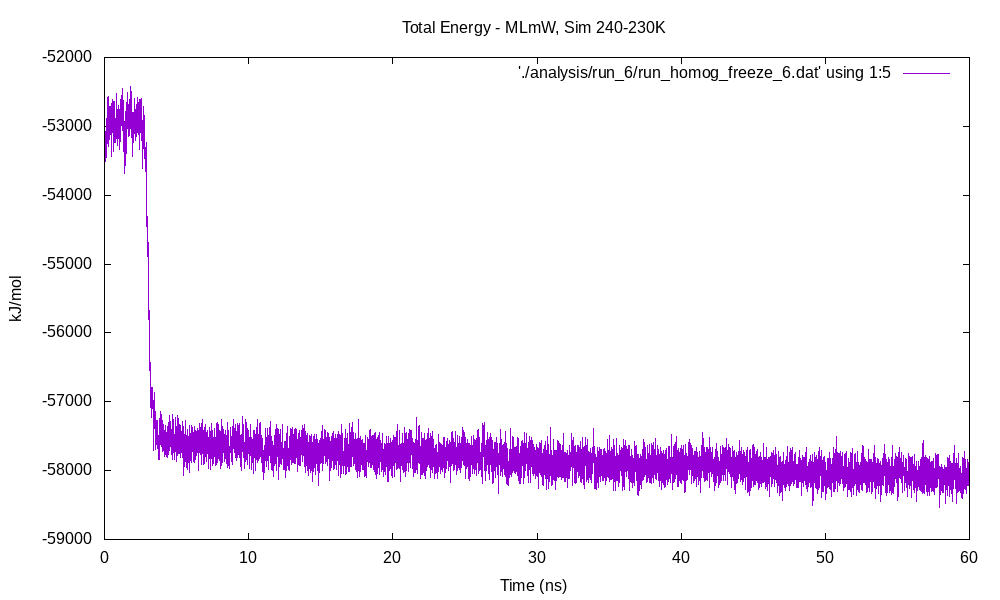 Total Energy - MLmW, Sim 240-230K
'./analysis/run_6/run_homog_freeze_6.dat' using 1:5
-52000
-53000
-54000
-55000
-56000
-57000
-58000
-59000
kJ/mol
0 10 20 30 40 50 60
Time (ns)